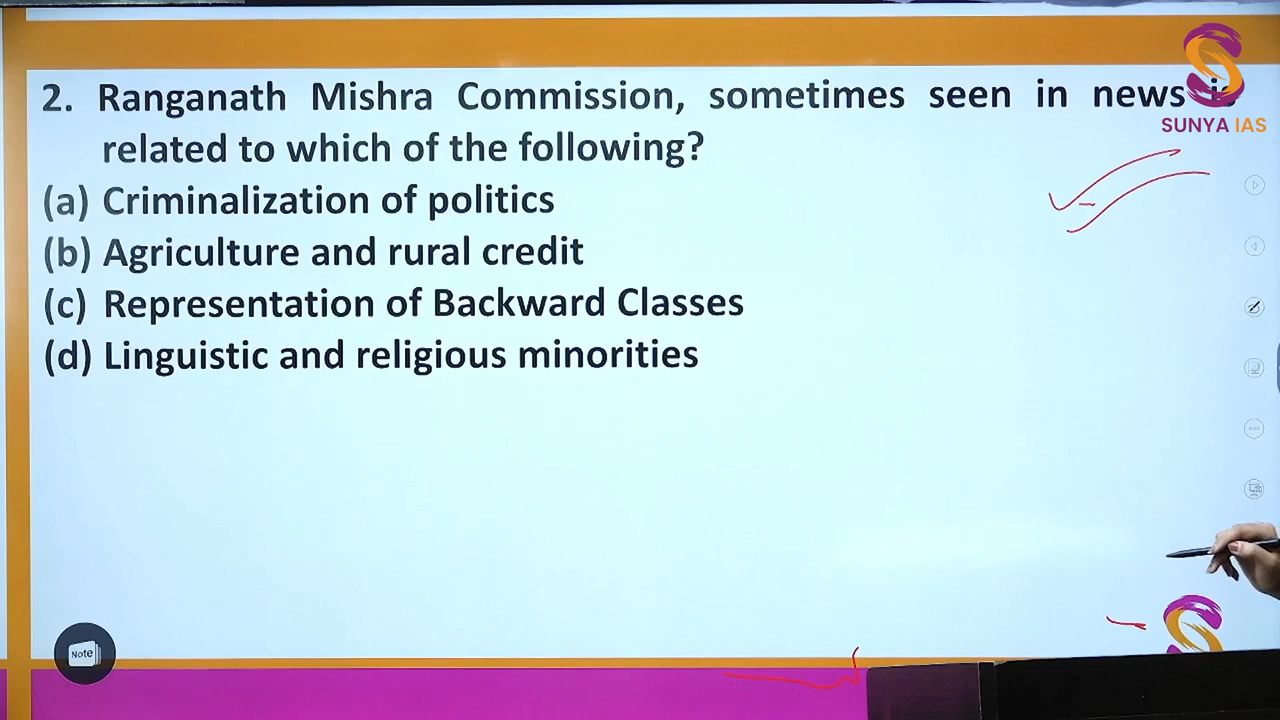 2. Ranganath Mishra Commission, sometimes seen in news is
SUNYA IAS
related to which of the following?
(a) Criminalization of politics
(b) Agriculture and rural credit
(c) Representation of Backward Classes
(d) Linguistic and religious minorities
Note